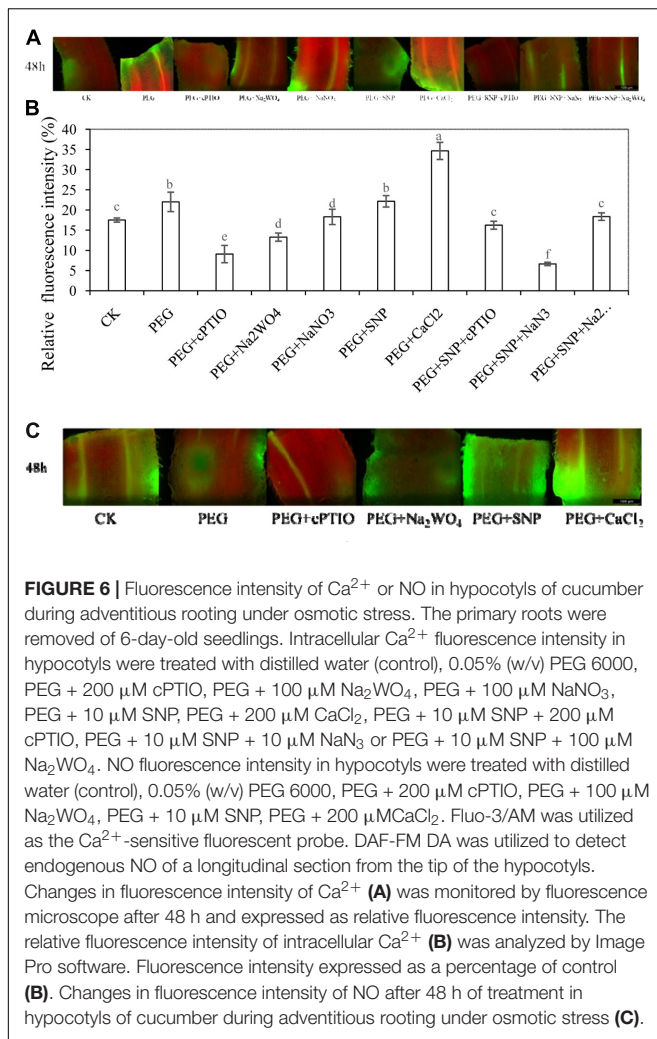 A
48h
CK PEG PEG+cPTIO PEG+Na₂WO₄ PEG+NaNO₃ PEG+SNP PEG+CaCl₂ PEG+SNP+cPTIO PEG+SNP+NaN₃ PEG+SNP+Na₂WO₄
B
Relative fluorescence intensity (%)
40
35
30
25
20
15
10
5
0
c b e d d b a c f c
CK PEG PEG+cPTIO PEG+Na2WO4 PEG+NaNO3 PEG+SNP PEG+CaCl2 PEG+SNP+cPTIO PEG+SNP+NaN3 PEG+SNP+Na2..
C
48h
CK PEG PEG+cPTIO PEG+Na₂WO₄ PEG+SNP PEG+CaCl₂
FIGURE 6 | Fluorescence intensity of Ca²⁺ or NO in hypocotyls of cucumber
during adventitious rooting under osmotic stress. The primary roots were
removed of 6-day-old seedlings. Intracellular Ca²⁺ fluorescence intensity in
hypocotyls were treated with distilled water (control), 0.05% (w/v) PEG 6000,
PEG + 200 μM cPTIO, PEG + 100 μM Na₂WO₄, PEG + 100 μM NaNO₃,
PEG + 10 μM SNP, PEG + 200 μM CaCl₂, PEG + 10 μM SNP + 200 μM
cPTIO, PEG + 10 μM SNP + 10 μM NaN₃ or PEG + 10 μM SNP + 100 μM
Na₂WO₄. NO fluorescence intensity in hypocotyls were treated with distilled
water (control), 0.05% (w/v) PEG 6000, PEG + 200 μM cPTIO, PEG + 100 μM
Na₂WO₄, PEG + 10 μM SNP, PEG + 200 μMCaCl₂. Fluo-3/AM was utilized
as the Ca²⁺-sensitive fluorescent probe. DAF-FM DA was utilized to detect
endogenous NO of a longitudinal section from the tip of the hypocotyls.
Changes in fluorescence intensity of Ca²⁺ (A) was monitored by fluorescence
microscope after 48 h and expressed as relative fluorescence intensity. The
relative fluorescence intensity of intracellular Ca²⁺ (B) was analyzed by Image
Pro software. Fluorescence intensity expressed as a percentage of control
(B). Changes in fluorescence intensity of NO after 48 h of treatment in
hypocotyls of cucumber during adventitious rooting under osmotic stress (C).